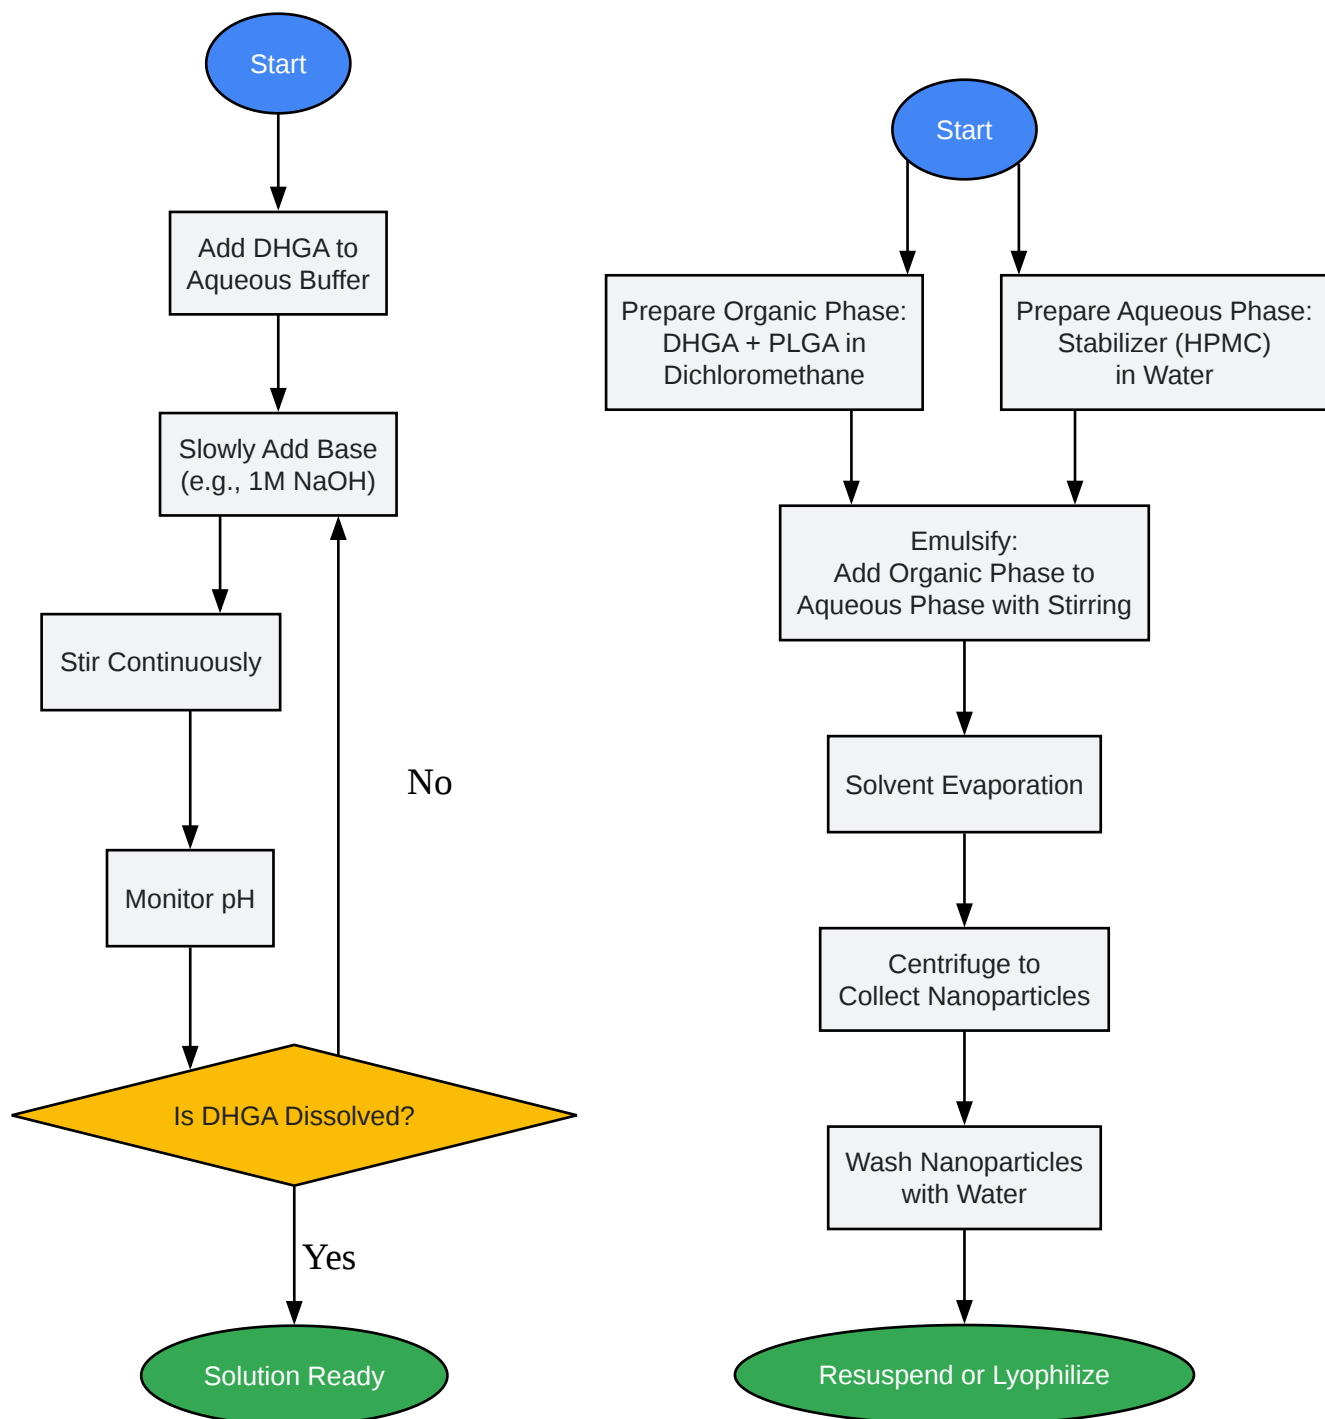 Start
Add DHGA to
Aqueous Buffer
Slowly Add Base
(e.g., 1M NaOH)
Stir Continuously
No
Monitor pH
Is DHGA Dissolved?
Yes
Solution Ready
Start
Prepare Organic Phase:
DHGA + PLGA in
Dichloromethane
Prepare Aqueous Phase:
Stabilizer (HPMC)
in Water
Emulsify:
Add Organic Phase to
Aqueous Phase with Stirring
Solvent Evaporation
Centrifuge to
Collect Nanoparticles
Wash Nanoparticles
with Water
Resuspend or Lyophilize